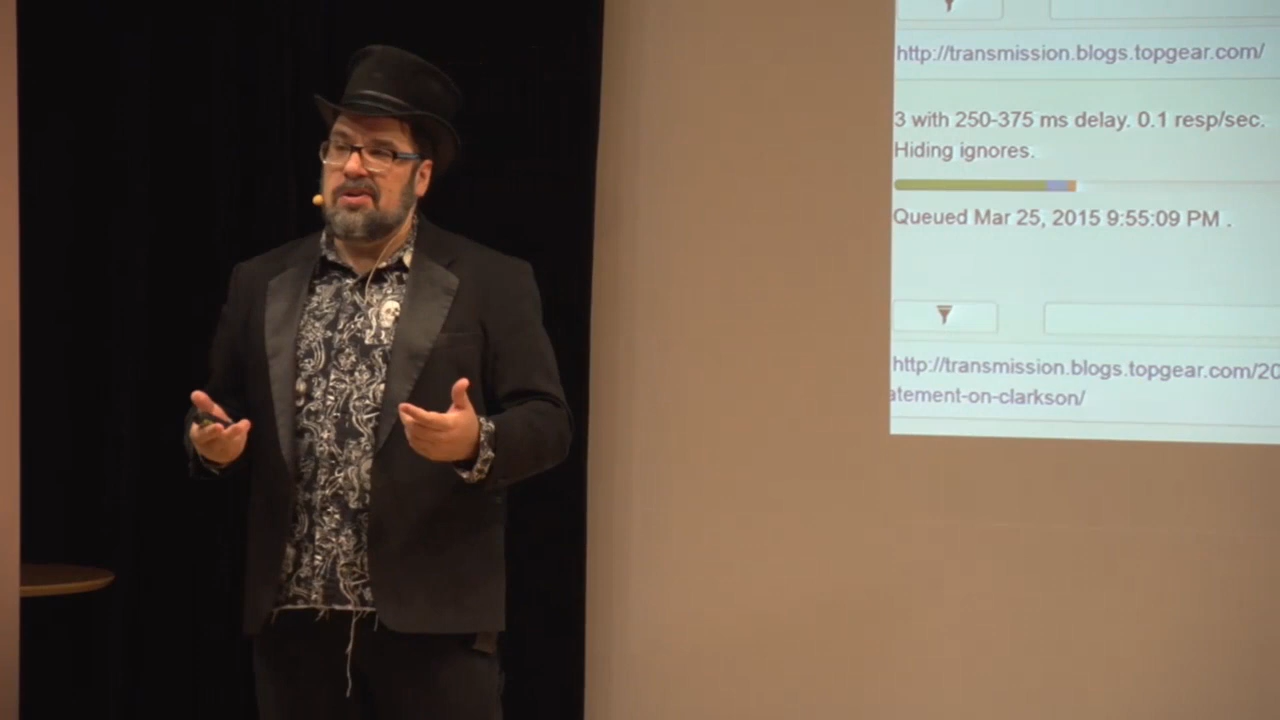 http://transmission.blogs.topgear.com/
3 with 250-375 ms delay. 0.1 resp/sec.
Hiding ignores.
Queued Mar 25, 2015 9:55:09 PM .
http://transmission.blogs.topgear.com/20
atement-on-clarkson/